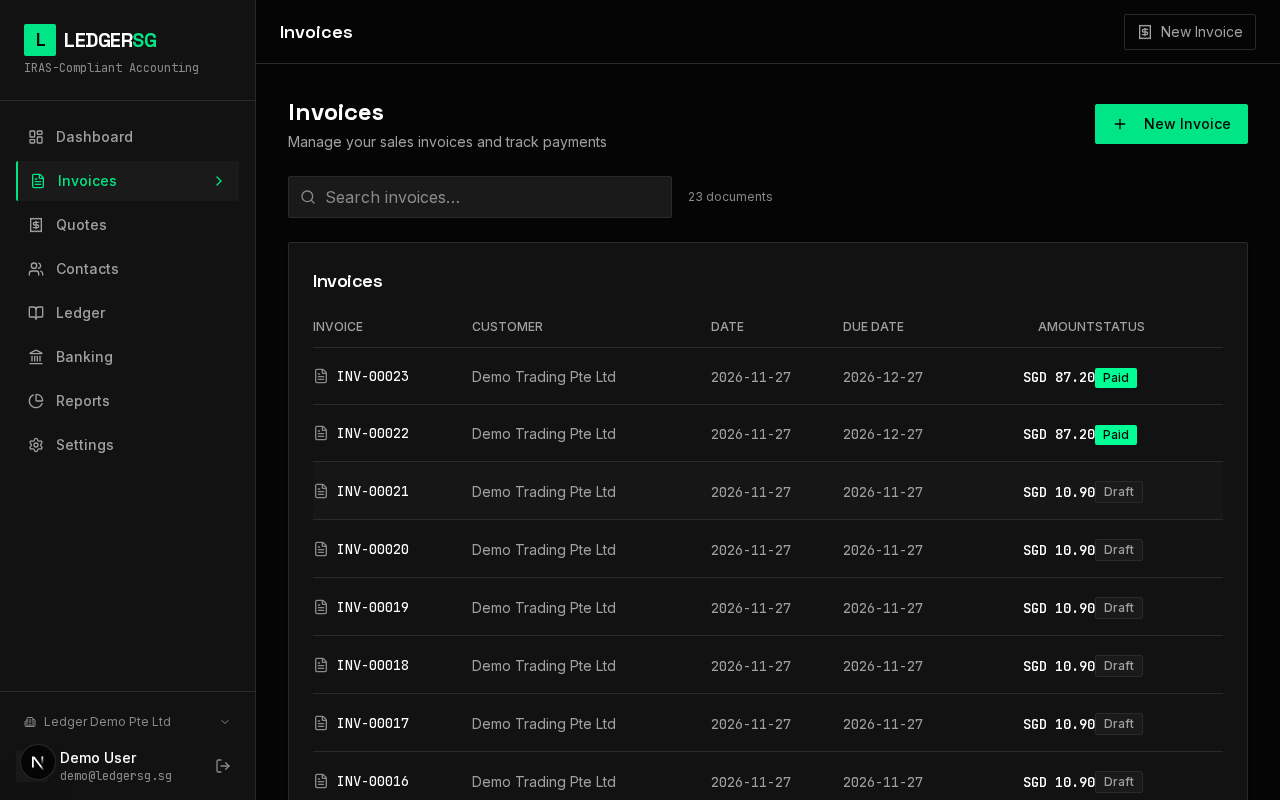 L LEDGERSG
IRAS-Compliant Accounting
Dashboard
Invoices
Quotes
Contacts
Ledger
Banking
Reports
Settings
Ledger Demo Pte Ltd
N Demo User
demo@ledgersg.sg
Invoices
New Invoice
Invoices
Manage your sales invoices and track payments
New Invoice
Search invoices...
23 documents
Invoices
INVOICE CUSTOMER DATE DUE DATE AMOUNT STATUS
INV-00023 Demo Trading Pte Ltd 2026-11-27 2026-12-27 SGD 87.20 Paid
INV-00022 Demo Trading Pte Ltd 2026-11-27 2026-12-27 SGD 87.20 Paid
INV-00021 Demo Trading Pte Ltd 2026-11-27 2026-11-27 SGD 10.90 Draft
INV-00020 Demo Trading Pte Ltd 2026-11-27 2026-11-27 SGD 10.90 Draft
INV-00019 Demo Trading Pte Ltd 2026-11-27 2026-11-27 SGD 10.90 Draft
INV-00018 Demo Trading Pte Ltd 2026-11-27 2026-11-27 SGD 10.90 Draft
INV-00017 Demo Trading Pte Ltd 2026-11-27 2026-11-27 SGD 10.90 Draft
INV-00016 Demo Trading Pte Ltd 2026-11-27 2026-11-27 SGD 10.90 Draft